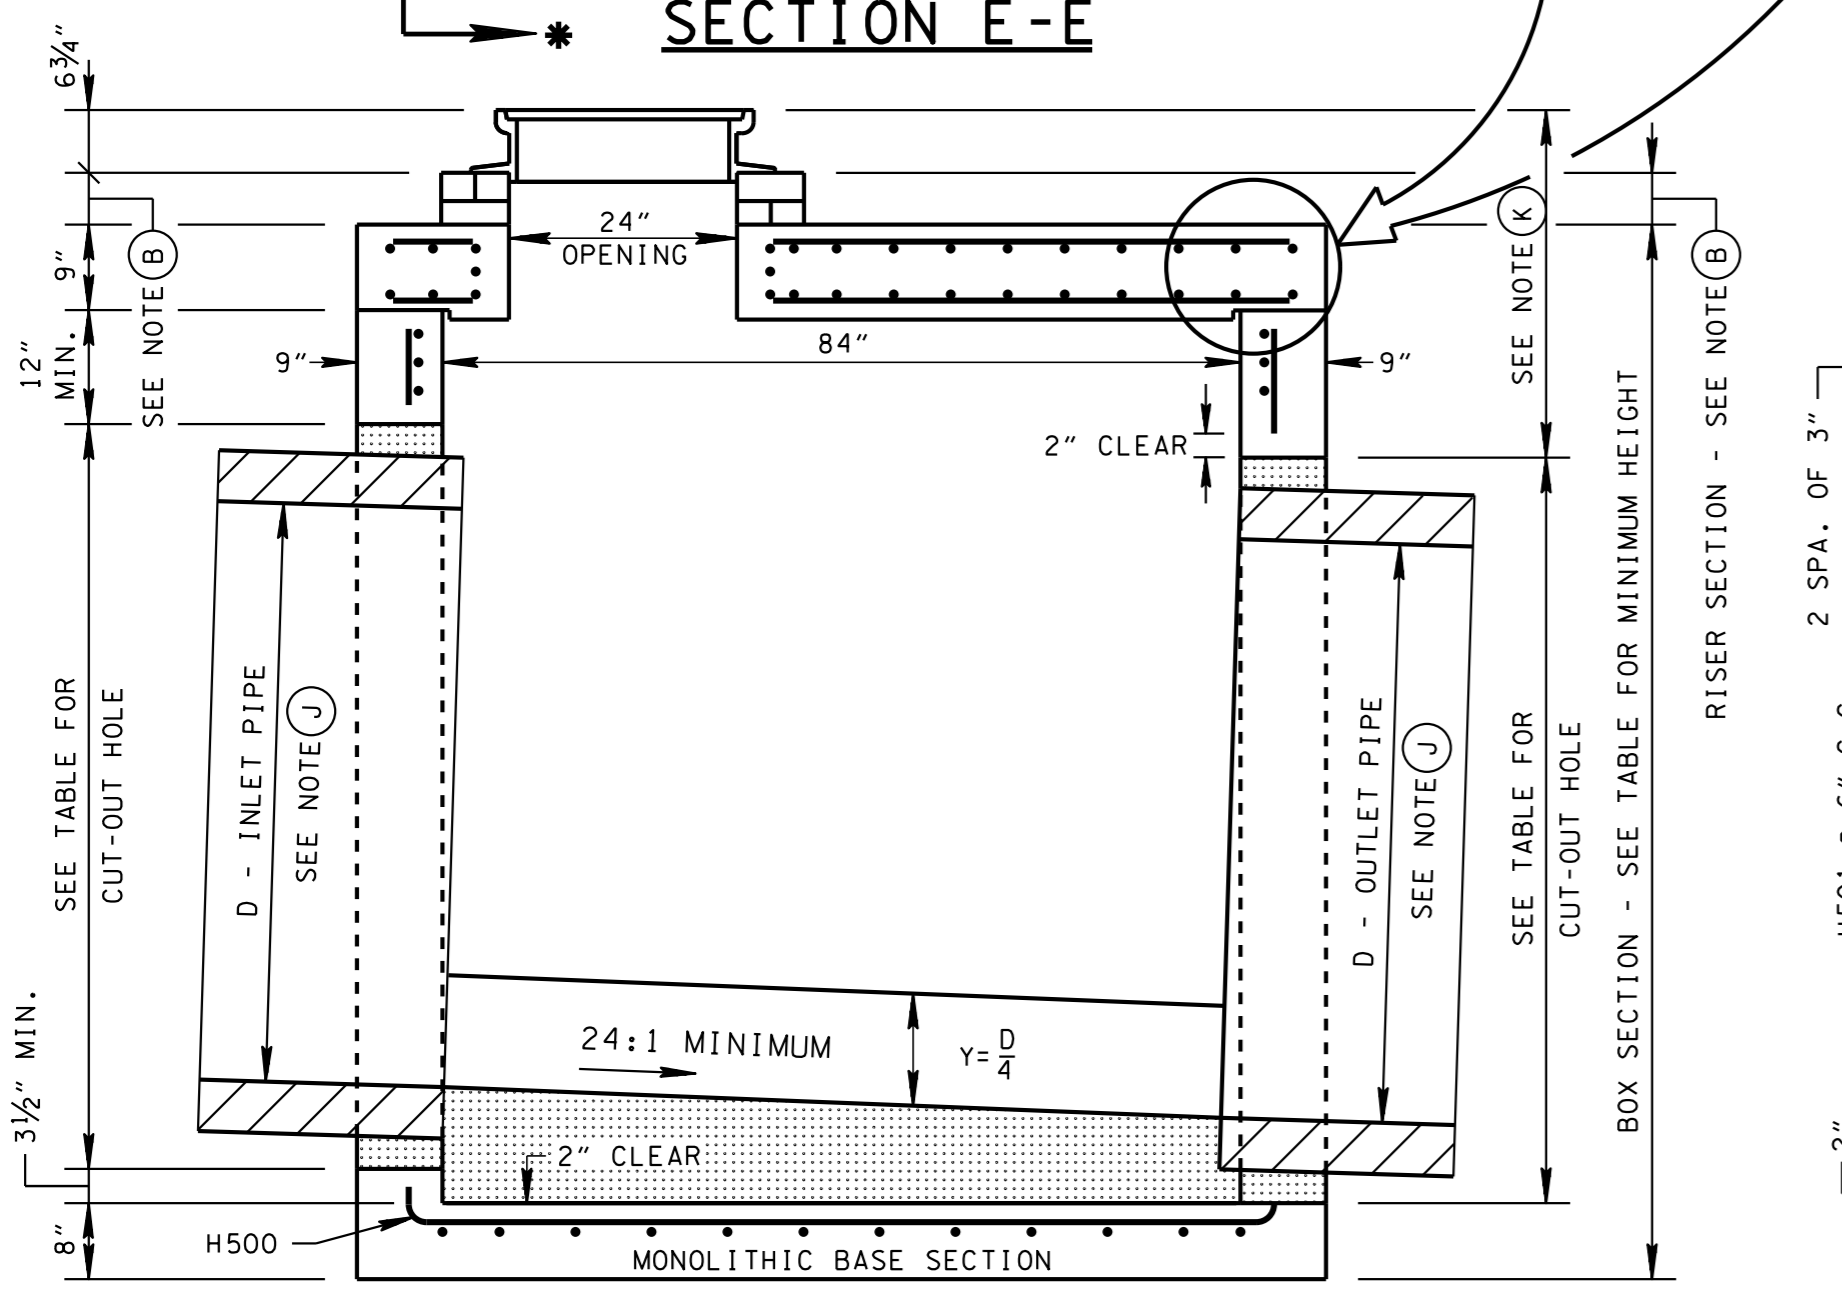 SECTION E-E
6¾"
9"
12"
MIN.
SEE NOTE B
24"
OPENING
84"
9"
9"
2" CLEAR
SEE NOTE K
RISER SECTION - SEE NOTE B
BOX SECTION - SEE TABLE FOR MINIMUM HEIGHT
2 SPA. OF 3"
SEE TABLE FOR
CUT-OUT HOLE
D - INLET PIPE
SEE NOTE J
D - OUTLET PIPE
SEE NOTE J
SEE TABLE FOR
CUT-OUT HOLE
3½" MIN.
24:1 MINIMUM
Y=D/4
2" CLEAR
8"
H500
MONOLITHIC BASE SECTION